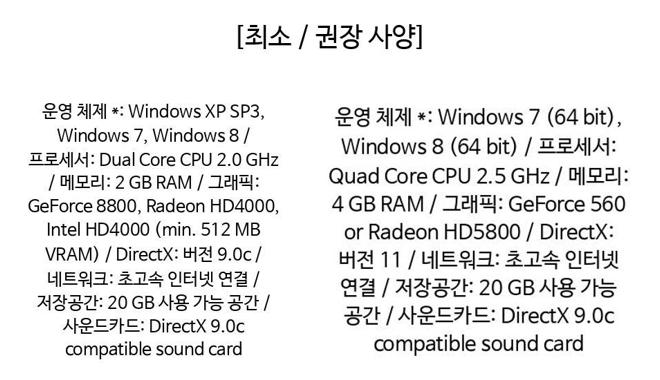 [최소 / 권장 사양]
운영 체제 *: Windows XP SP3,
Windows 7, Windows 8 /
프로세서: Dual Core CPU 2.0 GHz
/ 메모리: 2 GB RAM / 그래픽:
GeForce 8800, Radeon HD4000,
Intel HD4000 (min. 512 MB
VRAM) / DirectX: 버전 9.0c /
네트워크: 초고속 인터넷 연결 /
저장공간: 20 GB 사용 가능 공간 /
사운드카드: DirectX 9.0c
compatible sound card
운영 체제 *: Windows 7 (64 bit),
Windows 8 (64 bit) / 프로세서:
Quad Core CPU 2.5 GHz / 메모리:
4 GB RAM / 그래픽: GeForce 560
or Radeon HD5800 / DirectX:
버전 11 / 네트워크: 초고속 인터넷
연결 / 저장공간: 20 GB 사용 가능
공간 / 사운드카드: DirectX 9.0c
compatible sound card